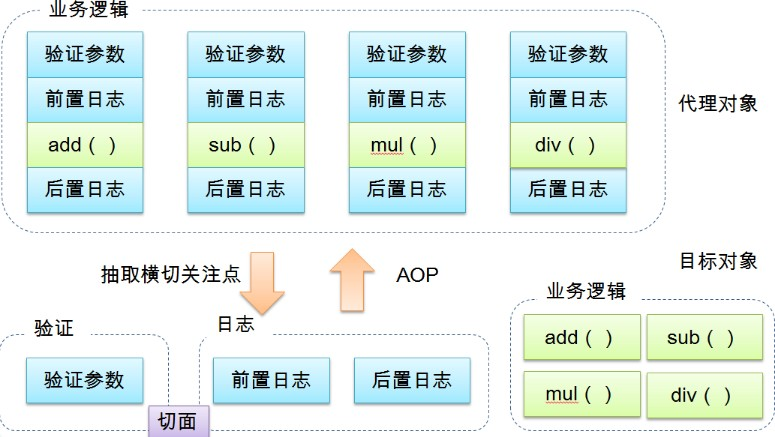 业务逻辑
验证参数 验证参数 验证参数 验证参数
前置日志 前置日志 前置日志 前置日志
代理对象
add（ ） sub（ ） mul（ ） div（ ）
后置日志 后置日志 后置日志 后置日志
抽取横切关注点
AOP
目标对象
业务逻辑
add（ ） sub（ ）
mul（ ） div（ ）
验证
日志
验证参数
前置日志 后置日志
切面